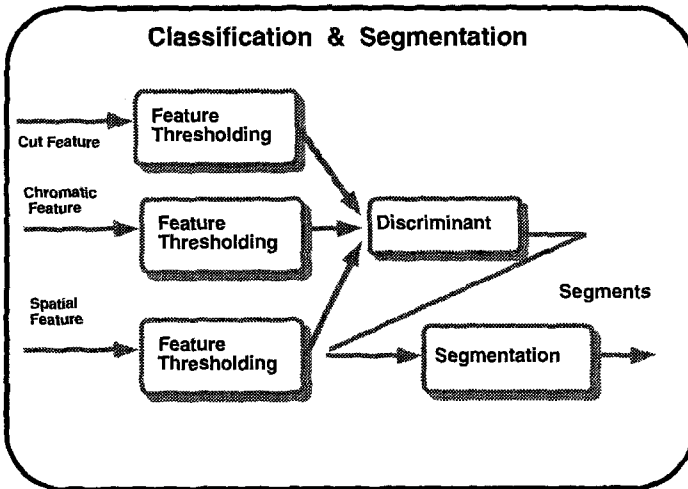 Classification & Segmentation
Cut Feature
Feature
Thresholding
Chromatic
Feature
Feature
Thresholding
Discriminant
Spatial
Feature
Feature
Thresholding
Segments
Segmentation